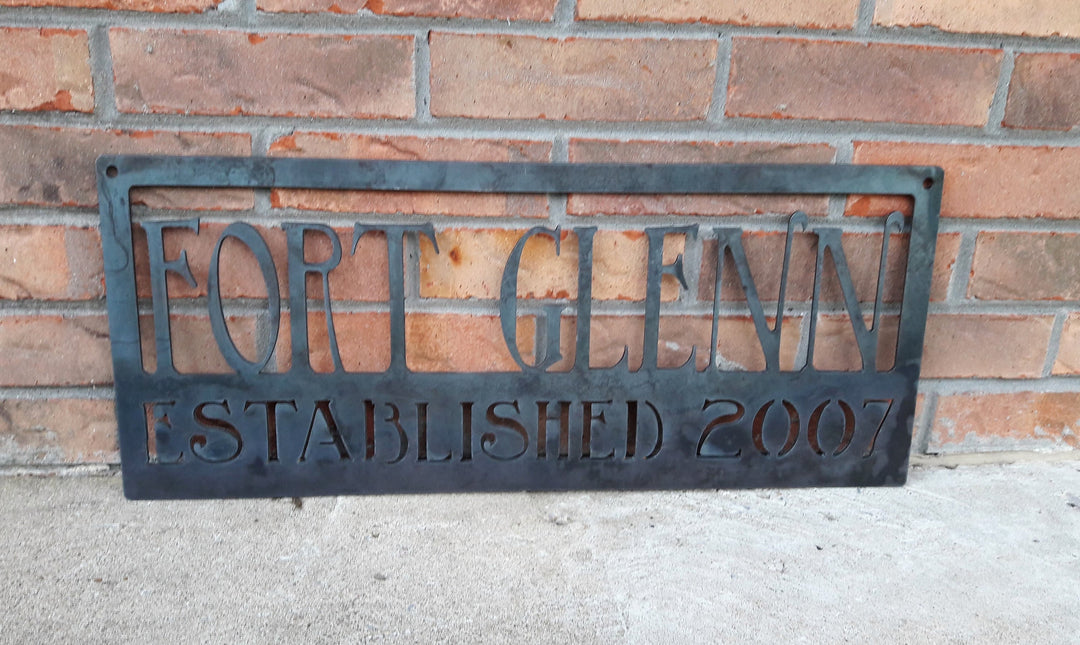 FORT GLENN
ESTABLISHED 2007